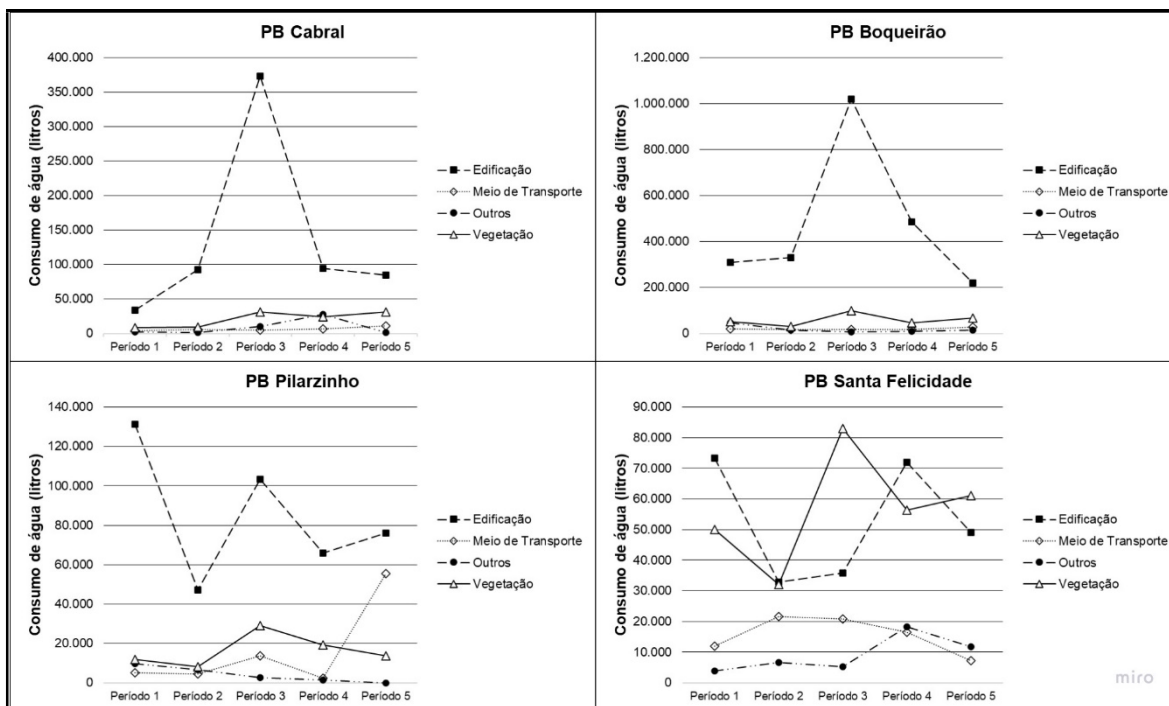 PB Cabral
Consumo de água (litros)
400.000
350.000
300.000
250.000
200.000
150.000
100.000
50.000
0
Período 1 Período 2 Período 3 Período 4 Período 5
Edificação
Meio de Transporte
Outros
Vegetação
PB Boqueirão
Consumo de água (litros)
1.200.000
1.000.000
800.000
600.000
400.000
200.000
0
Período 1 Período 2 Período 3 Período 4 Período 5
Edificação
Meio de Transporte
Outros
Vegetação
PB Pilarzinho
Consumo de água (litros)
140.000
120.000
100.000
80.000
60.000
40.000
20.000
0
Período 1 Período 2 Período 3 Período 4 Período 5
Edificação
Meio de Transporte
Outros
Vegetação
PB Santa Felicidade
Consumo de água (litros)
90.000
80.000
70.000
60.000
50.000
40.000
30.000
20.000
10.000
0
Período 1 Período 2 Período 3 Período 4 Período 5
Edificação
Meio de Transporte
Outros
Vegetação
miro